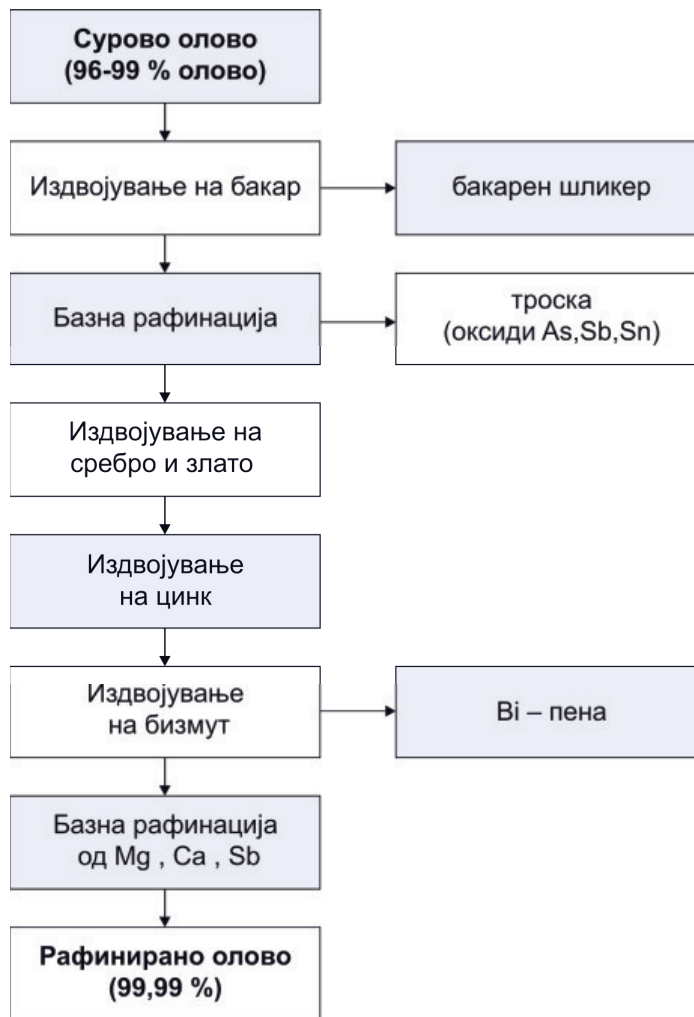 Сурово олово
(96-99 % олово)
Издвојување на бакар
бакарен шликер
Базна рафинација
троска
(оксиди As,Sb,Sn)
Издвојување на
сребро и злато
Издвојување
на цинк
Издвојување
на бизмут
Bi – пена
Базна рафинација
од Mg , Ca , Sb
Рафинирано олово
(99,99 %)